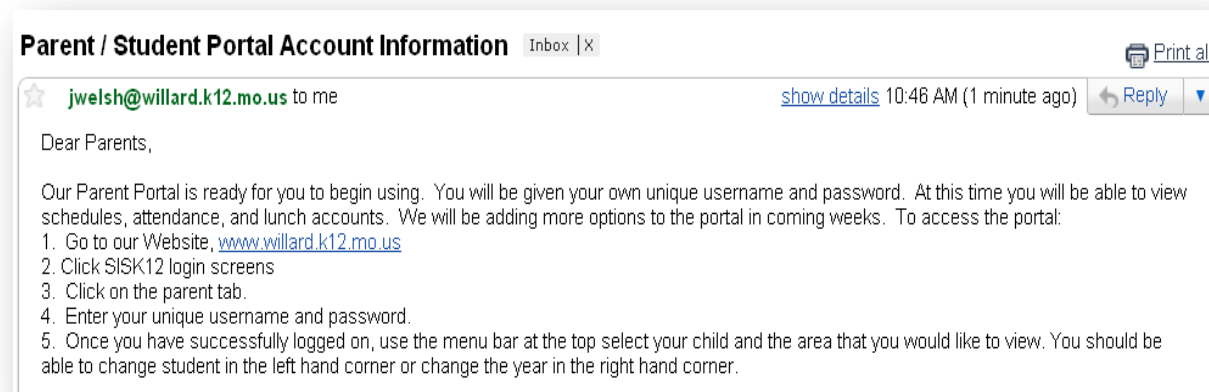 Parent / Student Portal Account Information Inbox | X
Print al
jwelsh@willard.k12.mo.us to me show details 10:46 AM (1 minute ago) Reply
Dear Parents,
Our Parent Portal is ready for you to begin using. You will be given your own unique username and password. At this time you will be able to view
schedules, attendance, and lunch accounts. We will be adding more options to the portal in coming weeks. To access the portal:
1. Go to our Website, www.willard.k12.mo.us
2. Click SISK12 login screens
3. Click on the parent tab.
4. Enter your unique username and password.
5. Once you have successfully logged on, use the menu bar at the top select your child and the area that you would like to view. You should be
able to change student in the left hand corner or change the year in the right hand corner.